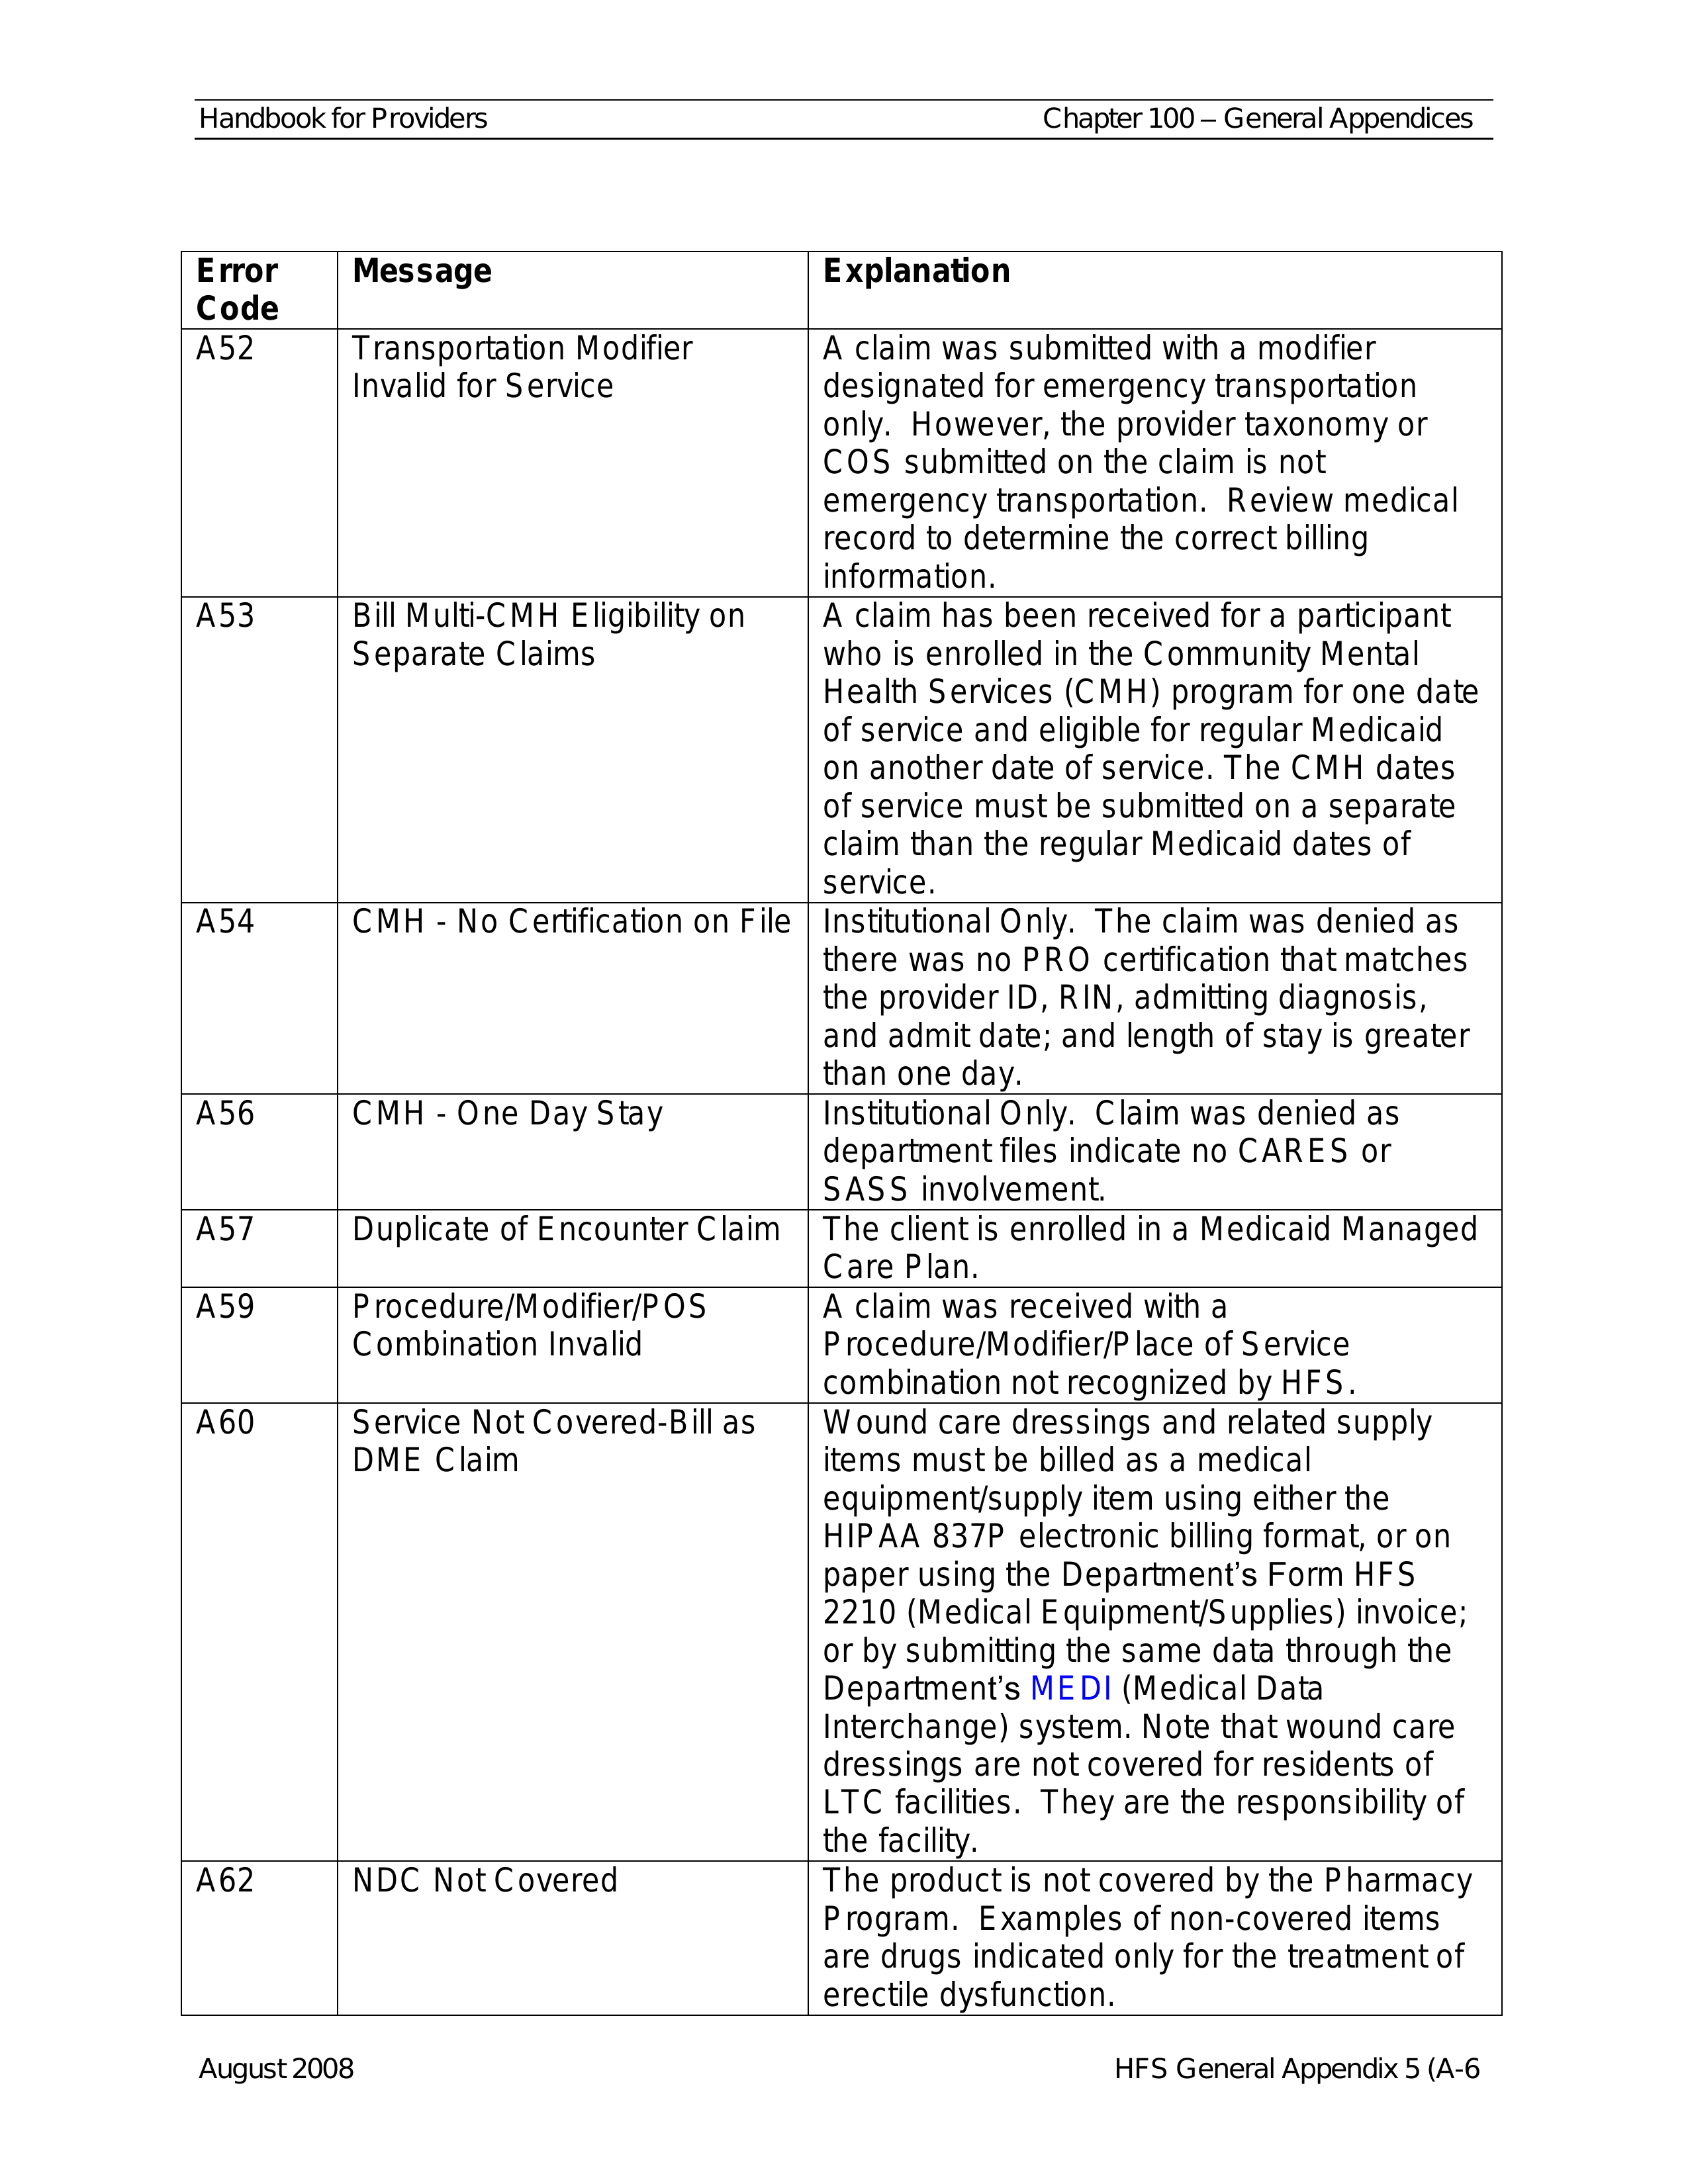 Handbook for Providers Chapter 100 – General Appendices
Error Code Message Explanation
A52 Transportation Modifier Invalid for Service
A claim was submitted with a modifier
designated for emergency transportation
only.  However, the provider taxonomy or
COS submitted on the claim is not
emergency transportation.  Review medical
record to determine the correct billing
information.
A53 Bill Multi-CMH Eligibility on Separate Claims
A claim has been received for a participant
who is enrolled in the Community Mental
Health Services (CMH) program for one date
of service and eligible for regular Medicaid
on another date of service. The CMH dates
of service must be submitted on a separate
claim than the regular Medicaid dates of
service.
A54 CMH - No Certification on File
Institutional Only.  The claim was denied as
there was no PRO certification that matches
the provider ID, RIN, admitting diagnosis,
and admit date; and length of stay is greater
than one day.
A56 CMH - One Day Stay
Institutional Only.  Claim was denied as
department files indicate no CARES or
SASS involvement.
A57 Duplicate of Encounter Claim
The client is enrolled in a Medicaid Managed
Care Plan.
A59 Procedure/Modifier/POS Combination Invalid
A claim was received with a
Procedure/Modifier/Place of Service
combination not recognized by HFS.
A60 Service Not Covered-Bill as DME Claim
Wound care dressings and related supply
items must be billed as a medical
equipment/supply item using either the
HIPAA 837P electronic billing format, or on
paper using the Department’s Form HFS
2210 (Medical Equipment/Supplies) invoice;
or by submitting the same data through the
Department’s MEDI (Medical Data
Interchange) system. Note that wound care
dressings are not covered for residents of
LTC facilities.  They are the responsibility of
the facility.
A62 NDC Not Covered
The product is not covered by the Pharmacy
Program.  Examples of non-covered items
are drugs indicated only for the treatment of
erectile dysfunction.
August 2008 HFS General Appendix 5 (A-6